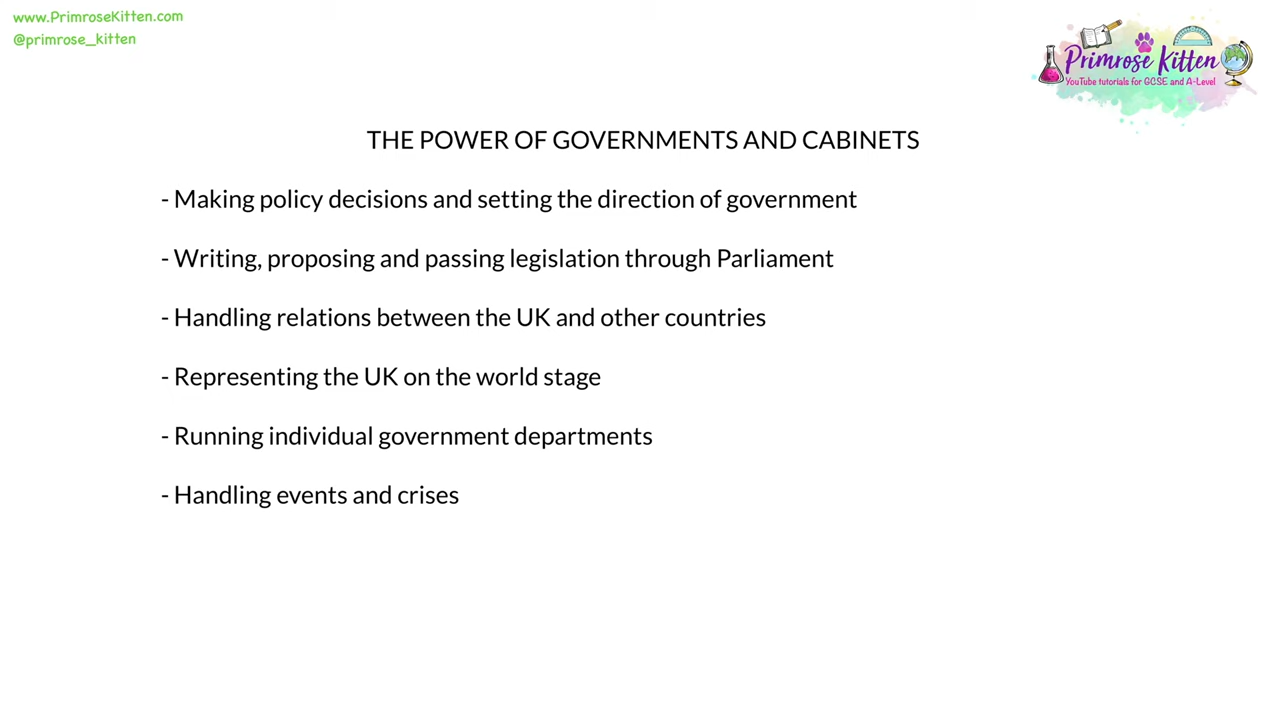 www.PrimroseKitten.com
@primrose_kitten
Primrose Kitten
YouTube tutorials for GCSE and A-Level
THE POWER OF GOVERNMENTS AND CABINETS
- Making policy decisions and setting the direction of government
- Writing, proposing and passing legislation through Parliament
- Handling relations between the UK and other countries
- Representing the UK on the world stage
- Running individual government departments
- Handling events and crises